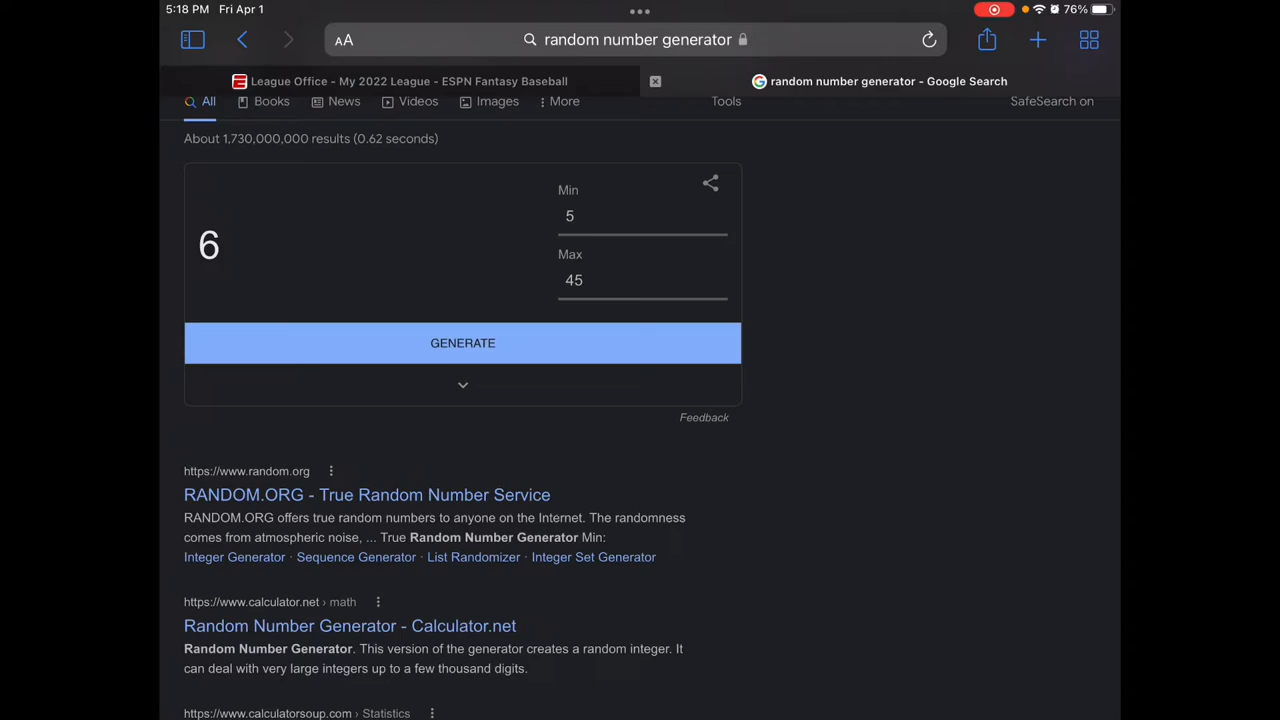 5:18 PM Fri Apr 1
76%
AA random number generator
League Office - My 2022 League - ESPN Fantasy Baseball
random number generator - Google Search
All Books News Videos Images More Tools SafeSearch on
About 1,730,000,000 results (0.62 seconds)
Min
5
6
Max
45
GENERATE
Feedback
https://www.random.org
RANDOM.ORG - True Random Number Service
RANDOM.ORG offers true random numbers to anyone on the Internet. The randomness
comes from atmospheric noise, ... True Random Number Generator Min:
Integer Generator · Sequence Generator · List Randomizer · Integer Set Generator
https://www.calculator.net › math
Random Number Generator - Calculator.net
Random Number Generator. This version of the generator creates a random integer. It
can deal with very large integers up to a few thousand digits.
https://www.calculatorsoup.com › Statistics